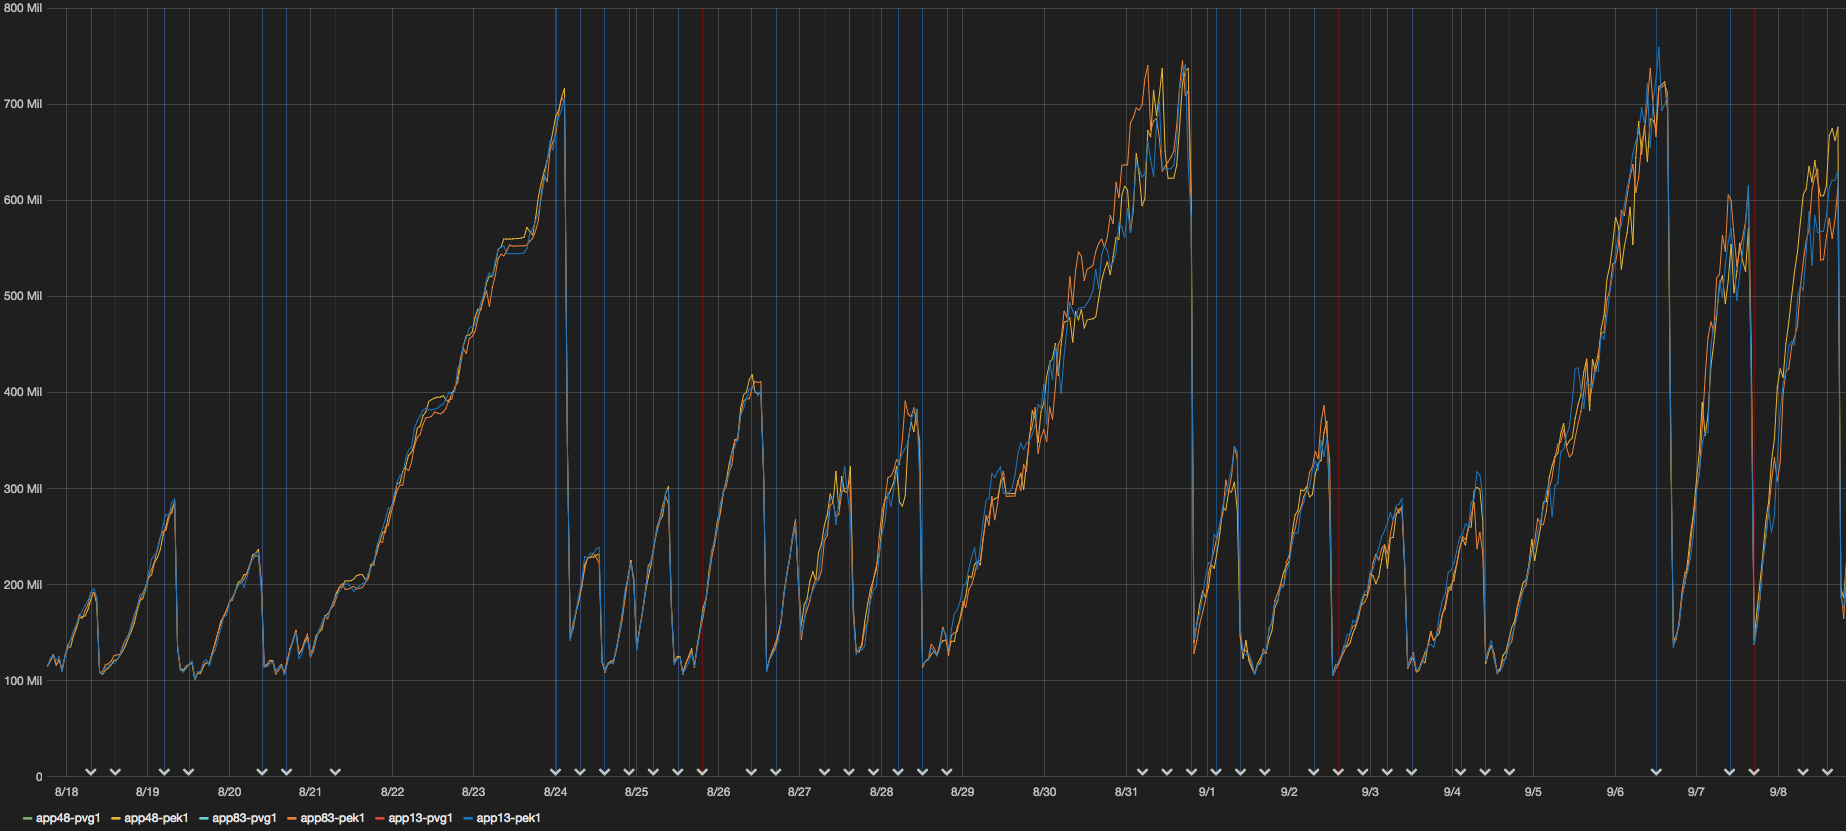 800 Mil
700 Mil
600 Mil
500 Mil
400 Mil
300 Mil
200 Mil
100 Mil
0
8/18 8/19 8/20 8/21 8/22 8/23 8/24 8/25 8/26 8/27 8/28 8/29 8/30 8/31 9/1 9/2 9/3 9/4 9/5 9/6 9/7 9/8
app48-pvg1 app48-pek1 app83-pvg1 app83-pek1 app13-pvg1 app13-pek1